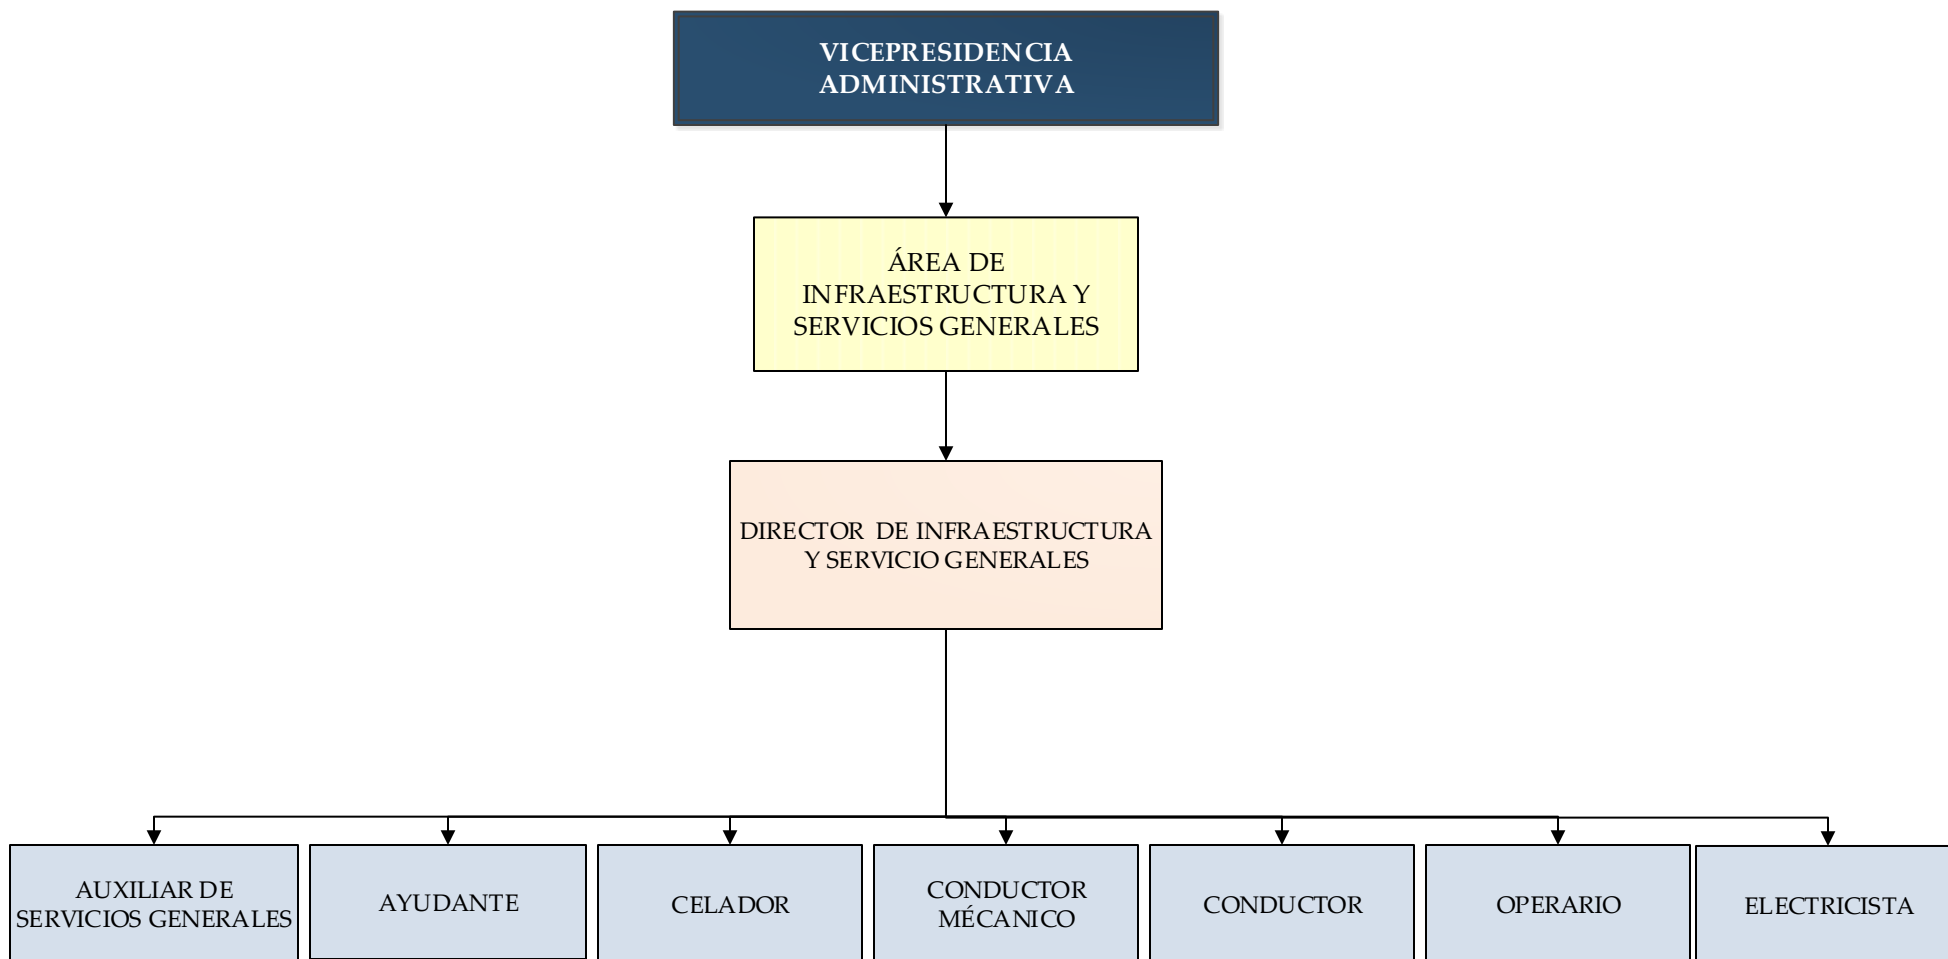 VICEPRESIDENCIA
ADMINISTRATIVA
ÁREA DE
INFRAESTRUCTURA Y
SERVICIOS GENERALES
DIRECTOR DE INFRAESTRUCTURA
Y SERVICIO GENERALES
AUXILIAR DE
SERVICIOS GENERALES
AYUDANTE
CELADOR
CONDUCTOR
MÉCANICO
CONDUCTOR
OPERARIO
ELECTRICISTA